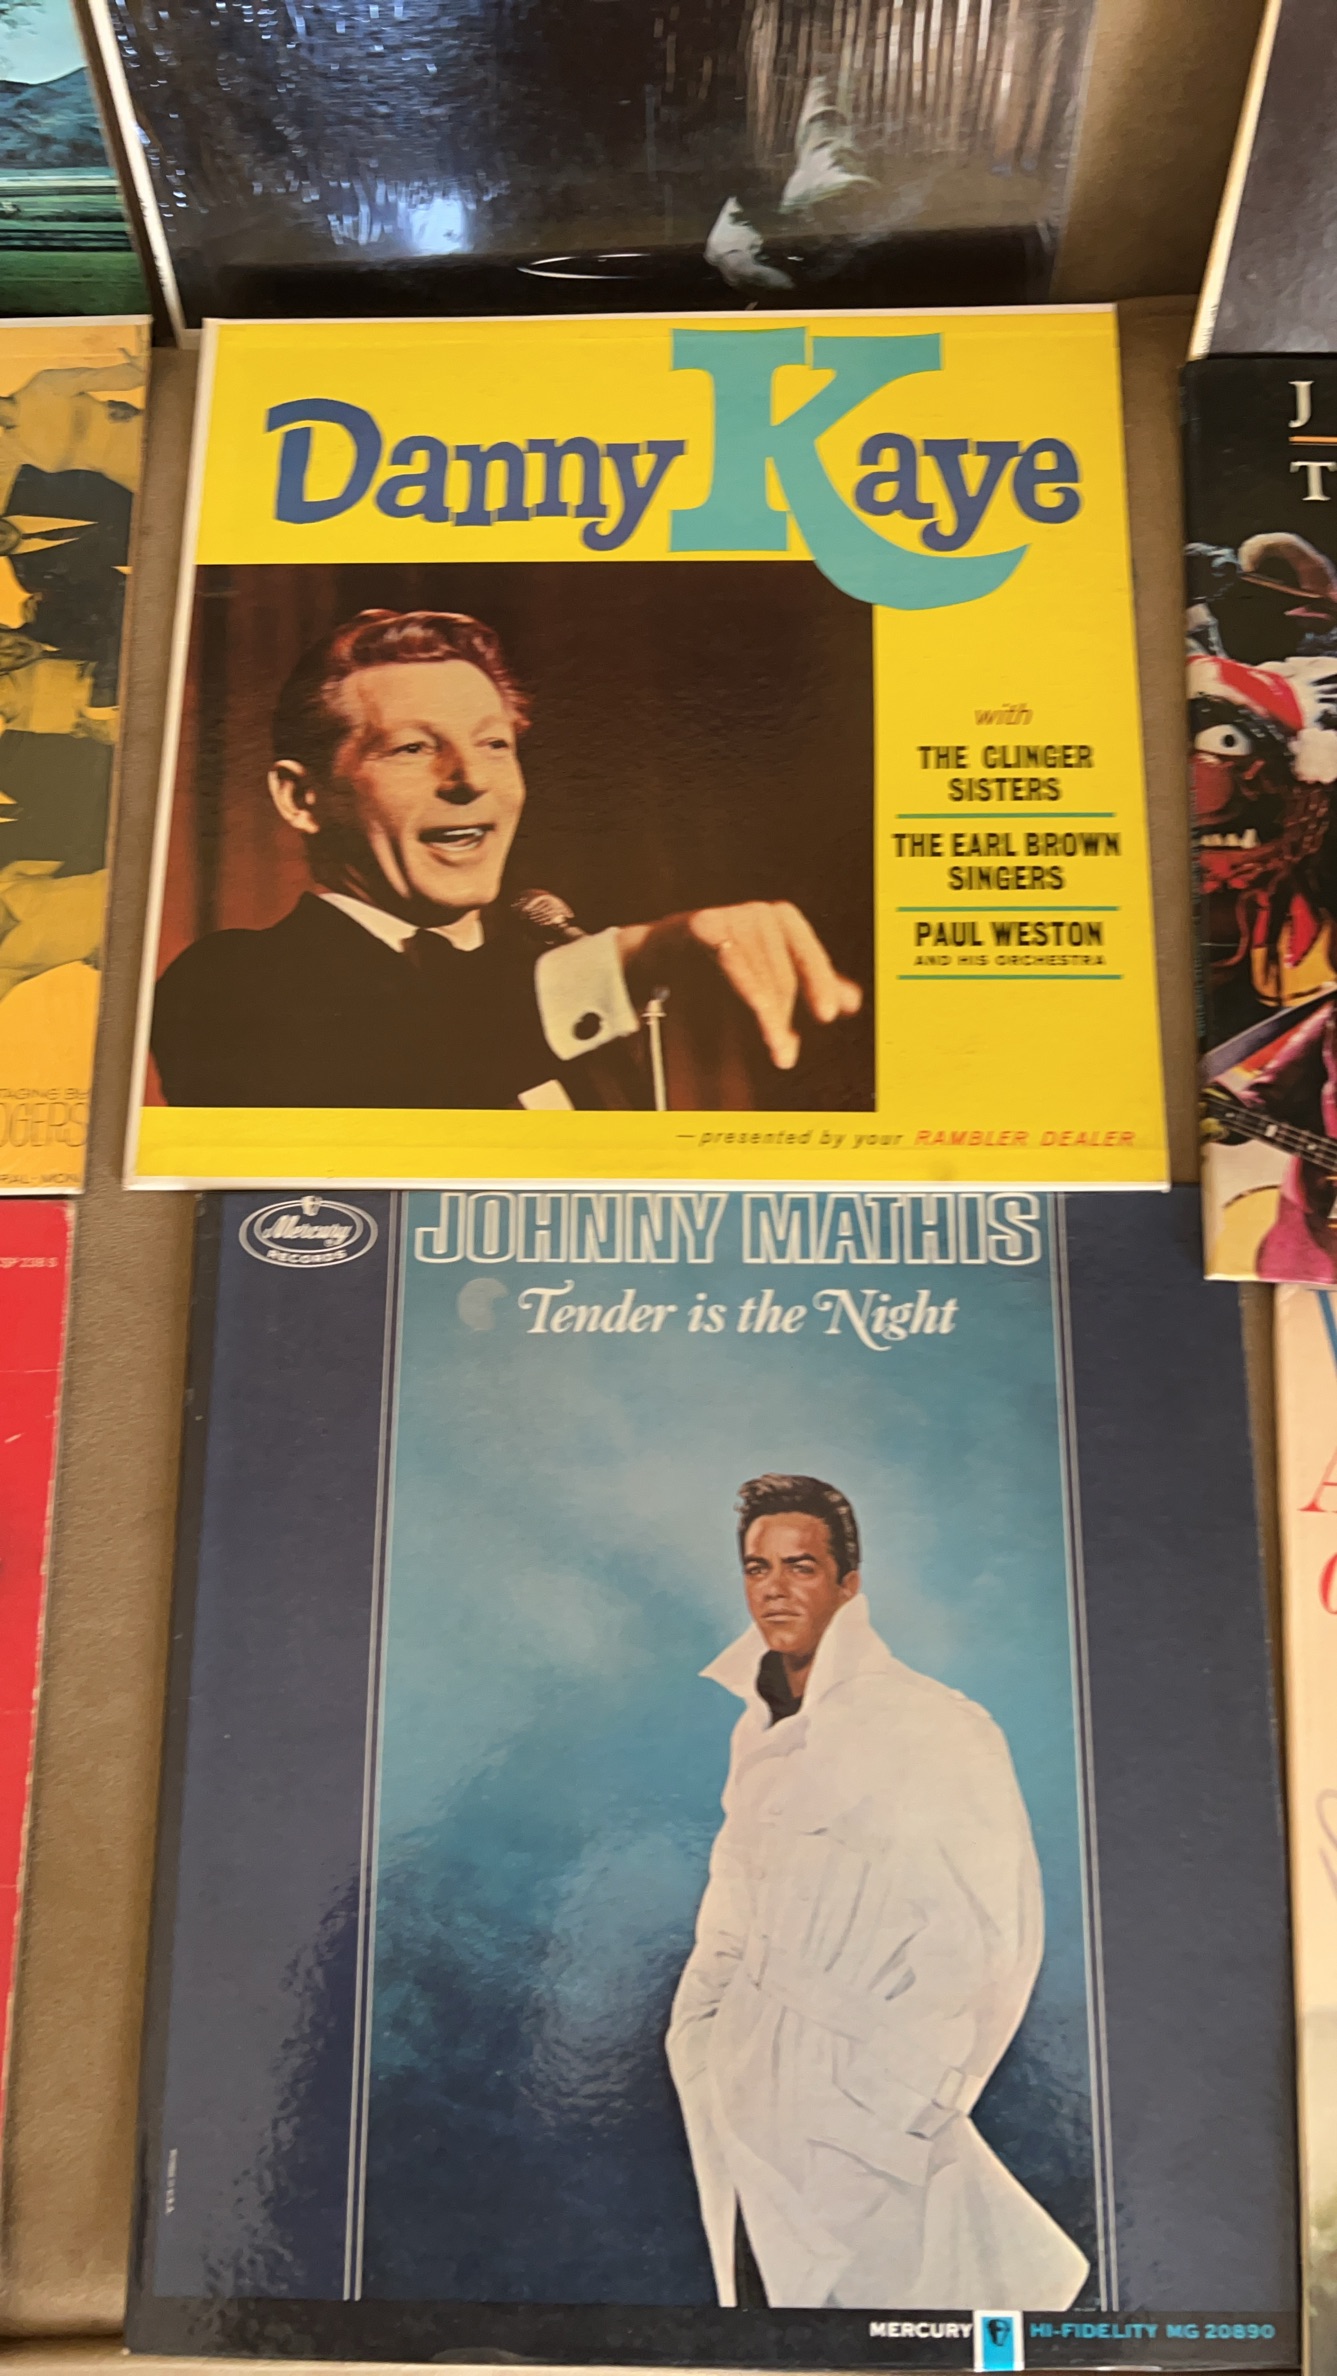 Danny Kaye
with
THE CLINGER
SISTERS
THE EARL BROWN
SINGERS
PAUL WESTON
AND HIS ORCHESTRA
—presented by your RAMBLER DEALER
Mercury
RECORDS
JOHNNY MATHIS
Tender is the Night
MERCURY HI-FIDELITY MG 20890
J
T